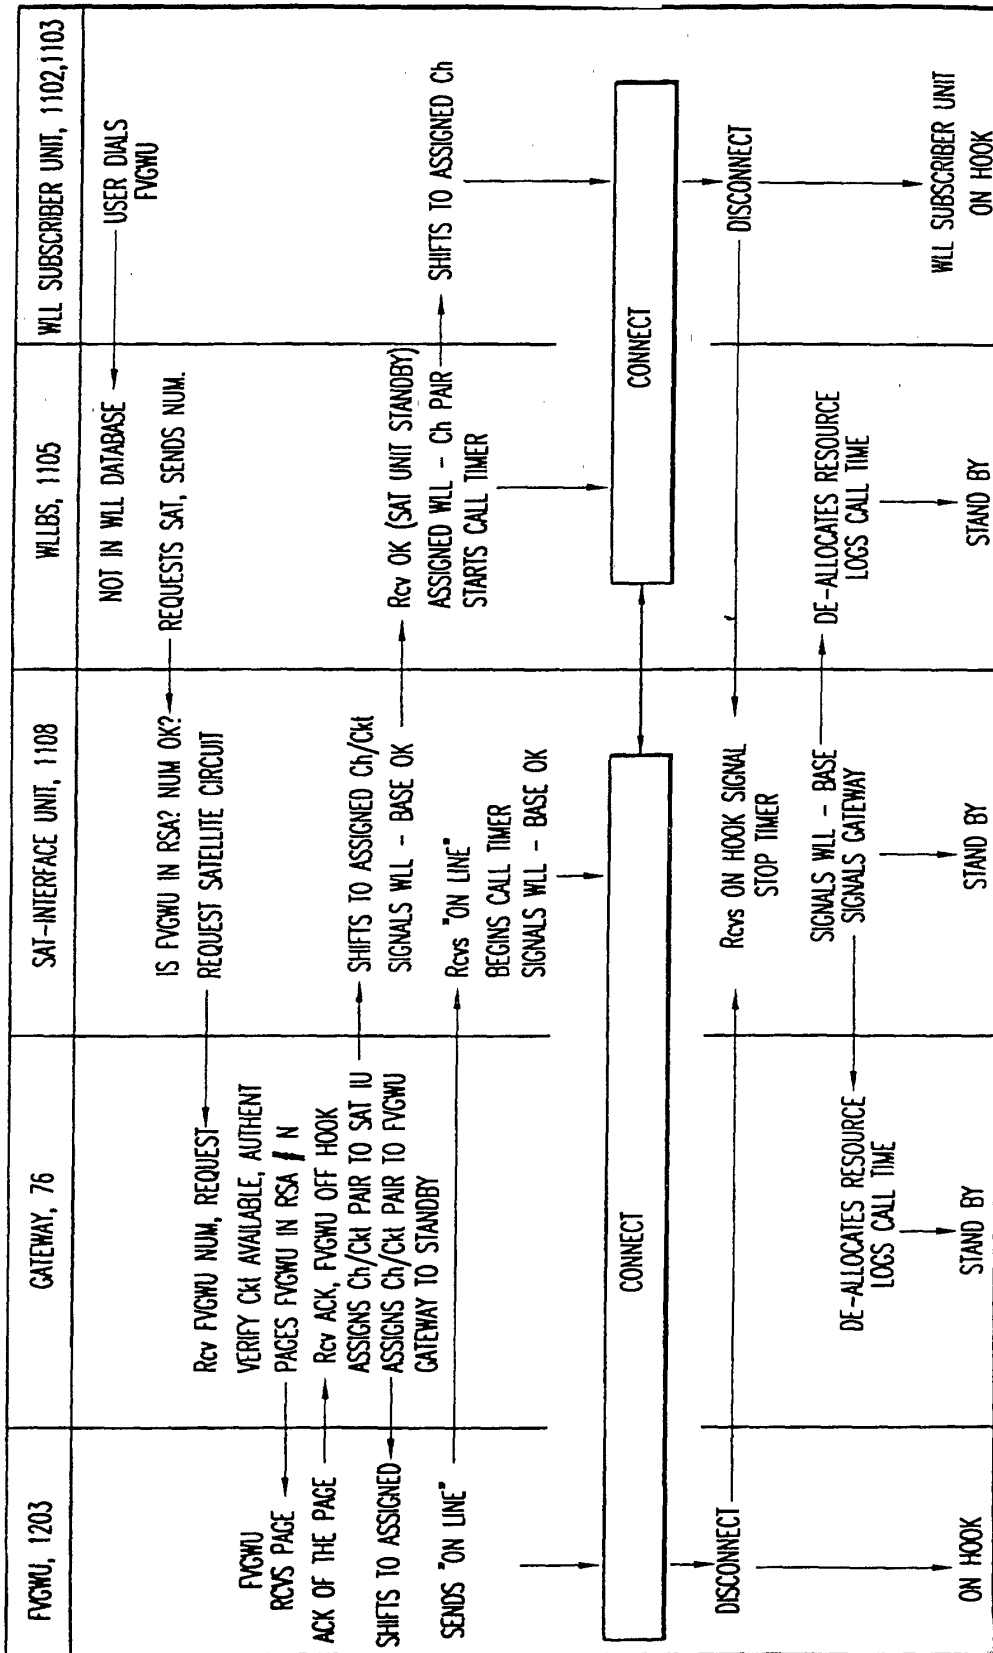 FVGWU, 1203
GATEWAY, 76
SAT-INTERFACE UNIT, 1108
WLLBS, 1105
WLL SUBSCRIBER UNIT, 1102,1103
USER DIALS
FVGWU
NOT IN WLL DATABASE
REQUESTS SAT, SENDS NUM.
IS FVGWU IN RSA? NUM OK?
REQUEST SATELLITE CIRCUIT
Rcv FVGWU NUM, REQUEST
VERIFY Ckt AVAILABLE, AUTHENT
PAGES FVGWU IN RSA / N
FVGWU
RCVS PAGE
ACK OF THE PAGE
Rcv ACK, FVGWU OFF HOOK
ASSIGNS Ch/Ckt PAIR TO SAT IU
ASSIGNS Ch/Ckt PAIR TO FVGWU
GATEWAY TO STANDBY
SHIFTS TO ASSIGNED
SENDS "ON LINE"
SHIFTS TO ASSIGNED Ch/Ckt
SIGNALS WLL - BASE OK
Rcvs "ON LINE"
BEGINS CALL TIMER
SIGNALS WLL - BASE OK
Rcv OK (SAT UNIT STANDBY)
ASSIGNED WLL - Ch PAIR
STARTS CALL TIMER
SHIFTS TO ASSIGNED Ch
CONNECT
CONNECT
DISCONNECT
Rcvs ON HOOK SIGNAL
STOP TIMER
DISCONNECT
SIGNALS WLL - BASE
SIGNALS GATEWAY
DE-ALLOCATES RESOURCE
LOGS CALL TIME
DE-ALLOCATES RESOURCE
LOGS CALL TIME
ON HOOK
STAND BY
STAND BY
STAND BY
WLL SUBSCRIBER UNIT
ON HOOK